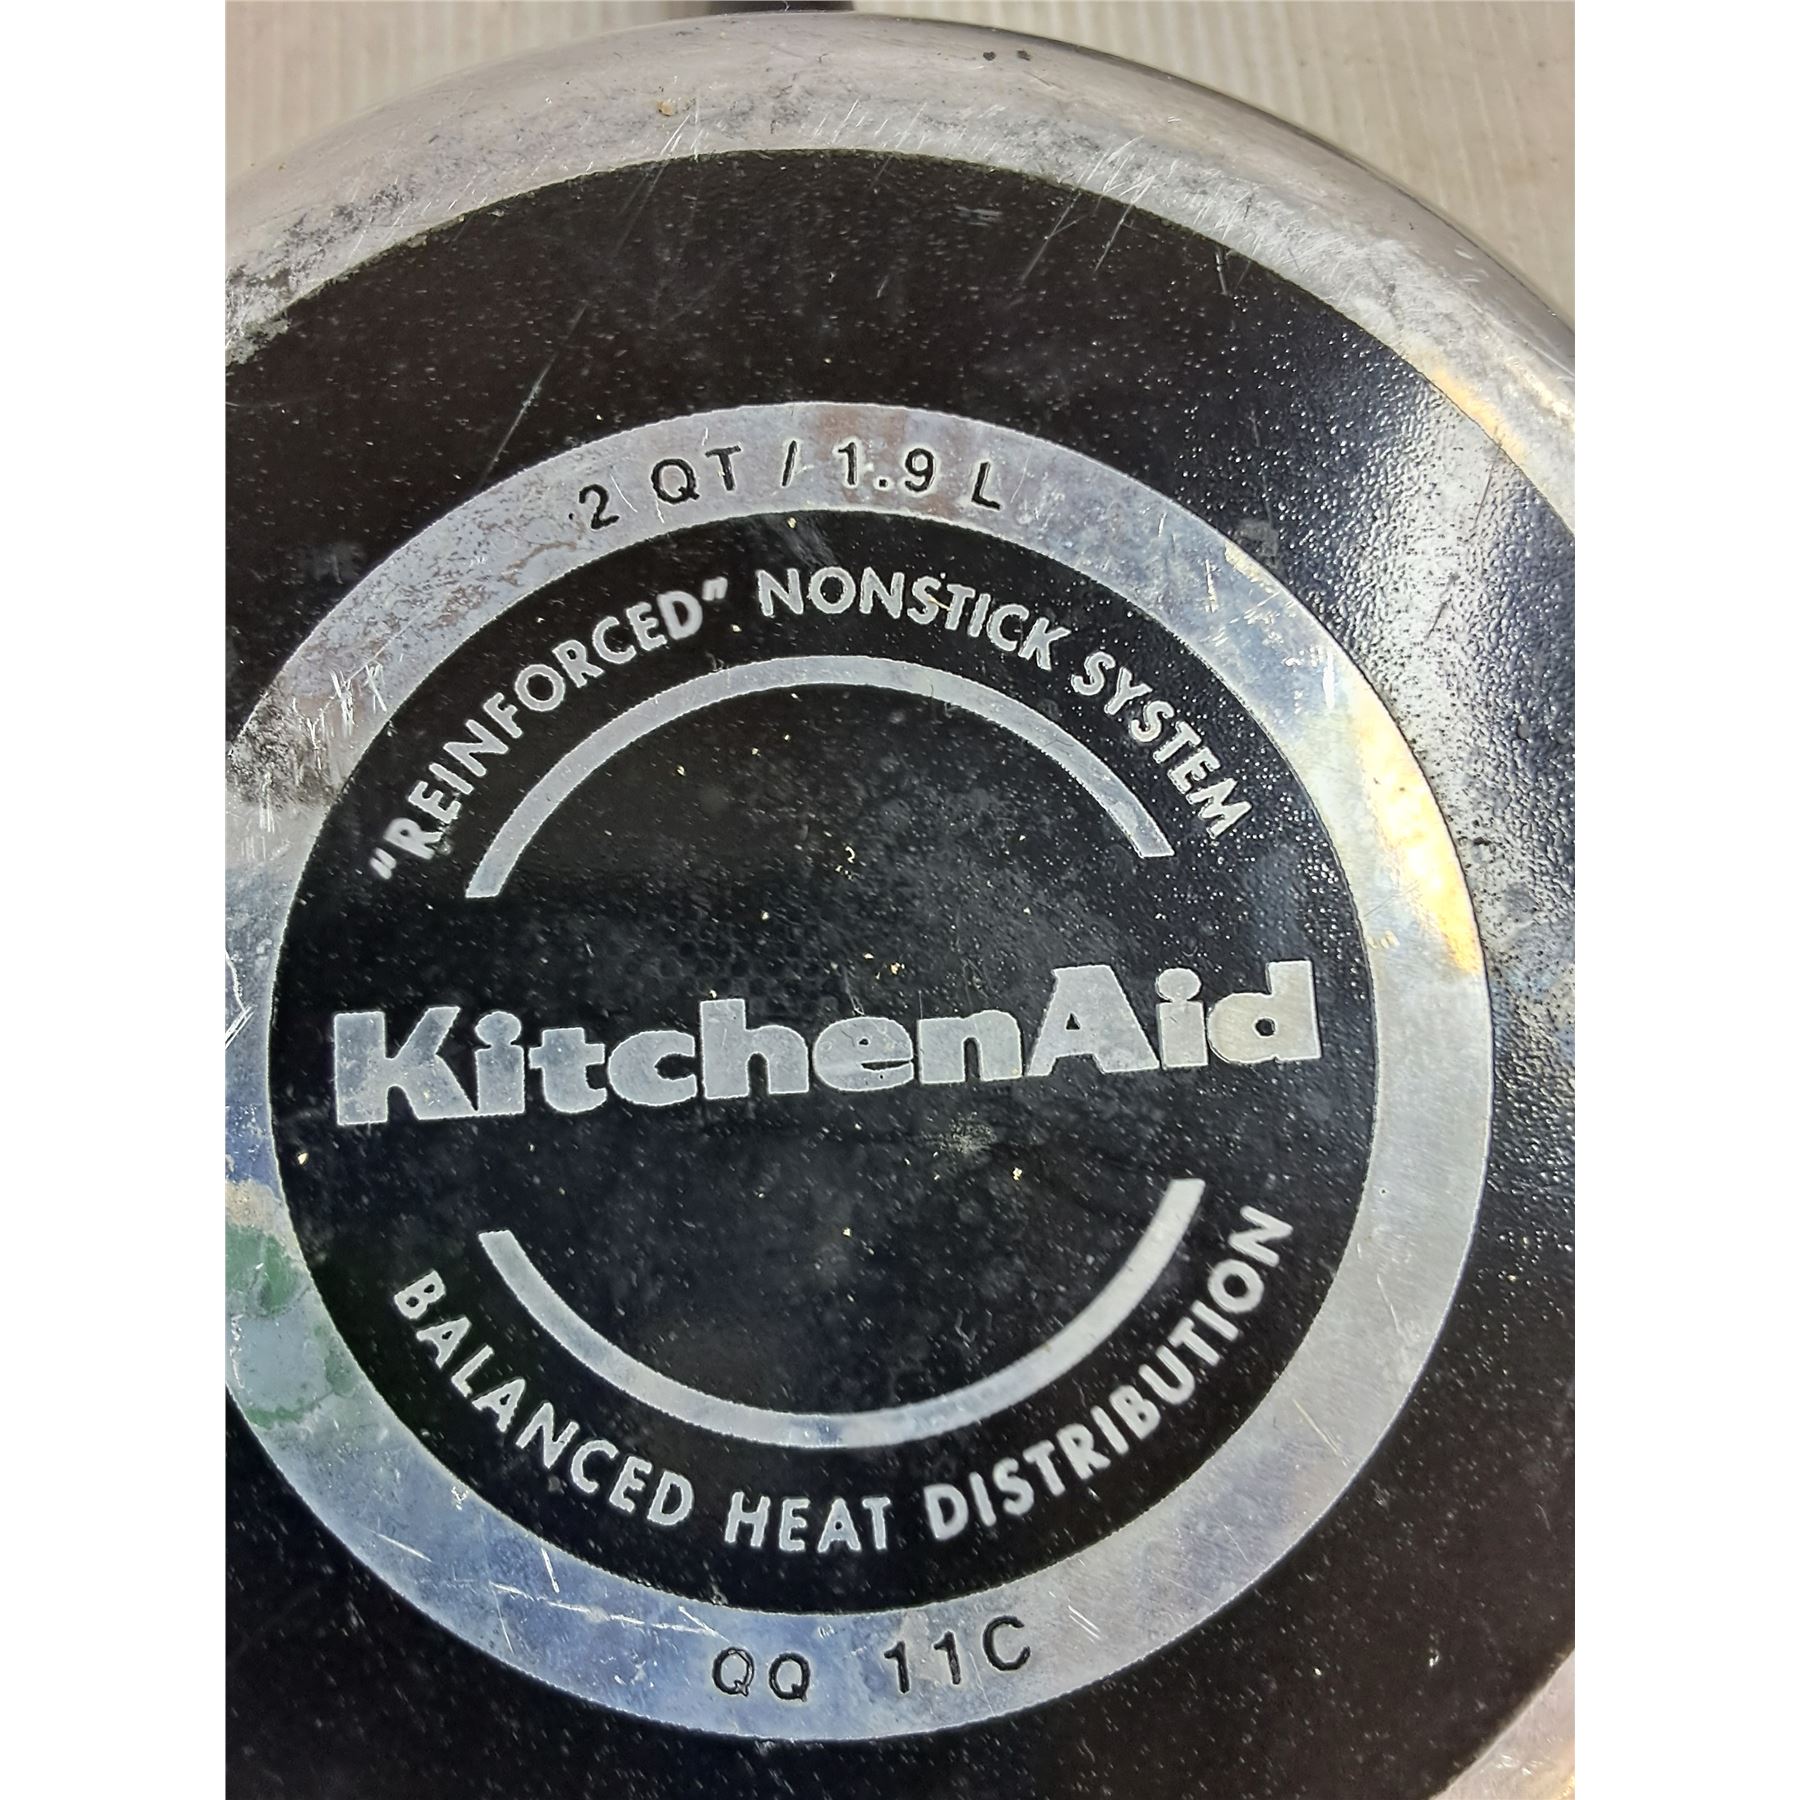 2 QT / 1.9 L
"REINFORCED" NONSTICK SYSTEM
KitchenAid
BALANCED HEAT DISTRIBUTION
QQ 11C